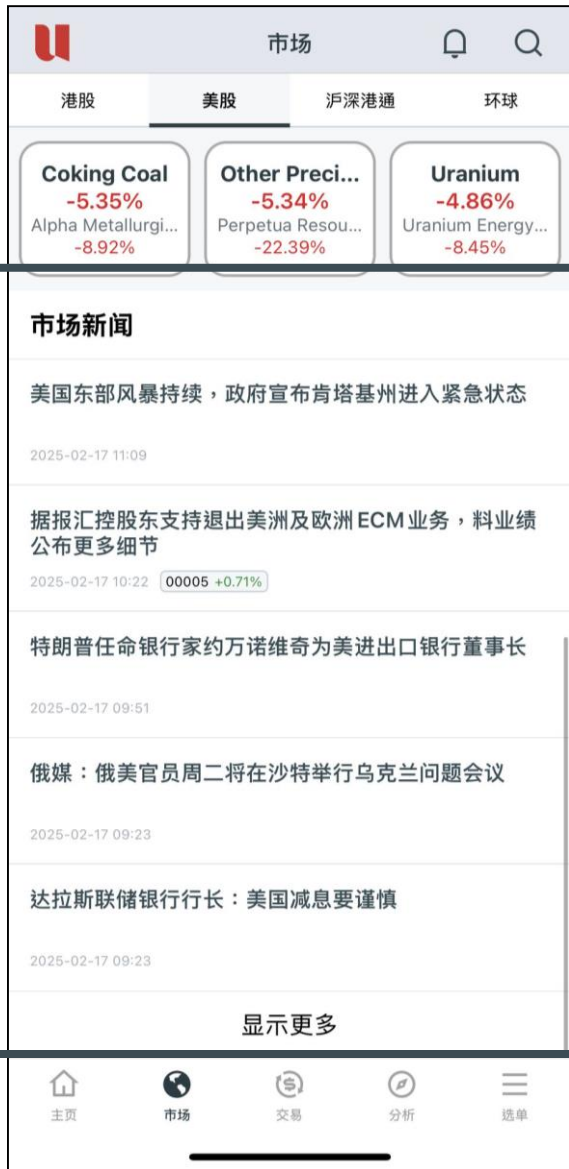 市场
港股 美股 沪深港通 环球
Coking Coal Other Preci... Uranium
-5.35% -5.34% -4.86%
Alpha Metallurgi... Perpetua Resou... Uranium Energy...
-8.92% -22.39% -8.45%
市场新闻
美国东部风暴持续，政府宣布肯塔基州进入紧急状态
2025-02-17 11:09
据报汇控股东支持退出美洲及欧洲ECM业务，料业绩
公布更多细节
2025-02-17 10:22 00005 +0.71%
特朗普任命银行家约万诺维奇为美进出口银行董事长
2025-02-17 09:51
俄媒：俄美官员周二将在沙特举行乌克兰问题会议
2025-02-17 09:23
达拉斯联储银行行长：美国减息要谨慎
2025-02-17 09:23
显示更多
主页 市场 交易 分析 选单